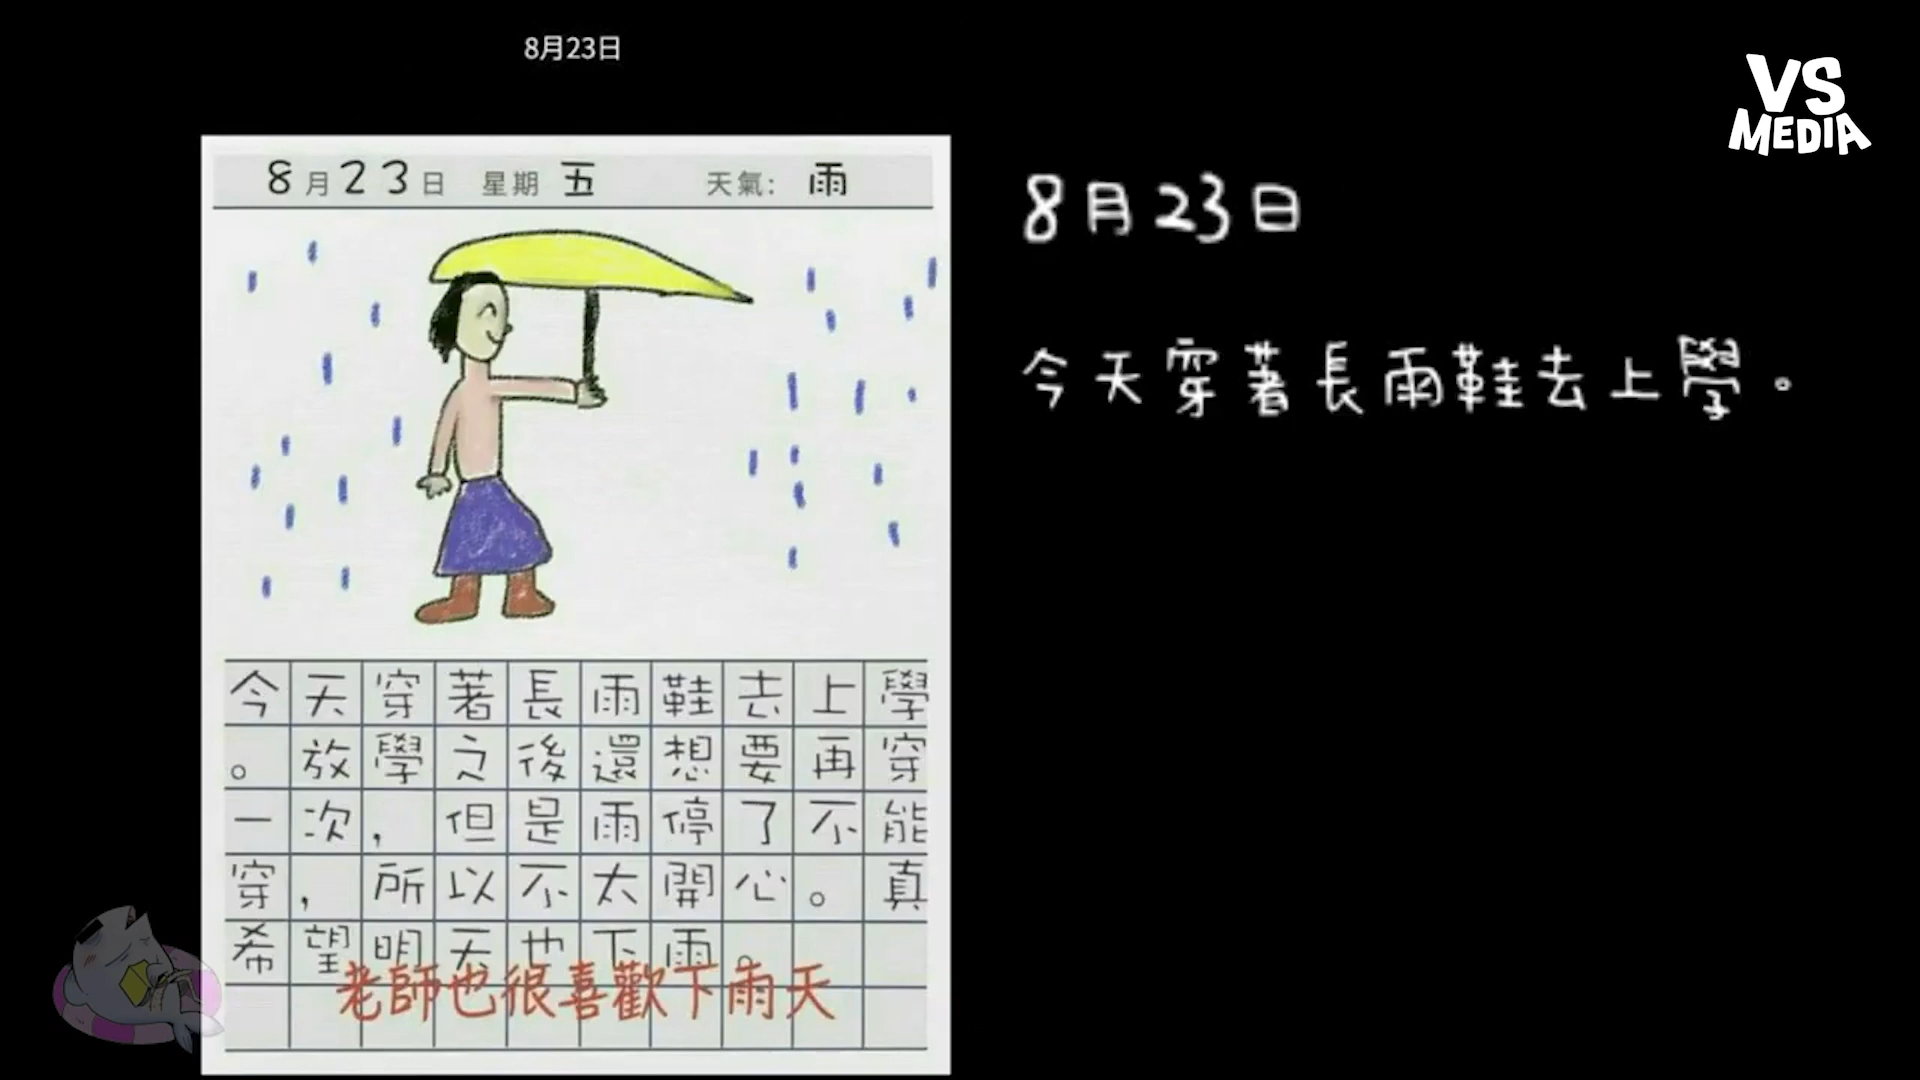 8月23日
VS
MEDIA
8月23日 星期五 天氣: 雨
今天穿著長雨鞋去上學
。放學之後還想要再穿
一次,但是雨停了不能
穿,所以不太開心。真
希望明天也下雨。
老師也很喜歡下雨天
8月23日
今天穿著長雨鞋去上學。